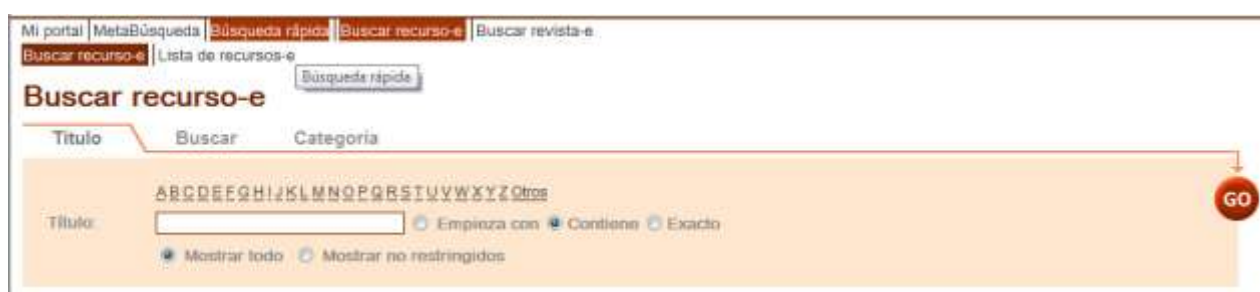 Mi portal MetaBúsqueda Búsqueda rápida Buscar recurso-e Buscar revista-e
Buscar recurso-e Lista de recursos-e
Búsqueda rápida
Buscar recurso-e
Título Buscar Categoría
A B C D E F G H I J K L M N O P Q R S T U V W X Y Z Otros
GO
Título: Empieza con Contiene Exacto
Mostrar todo Mostrar no restringidos